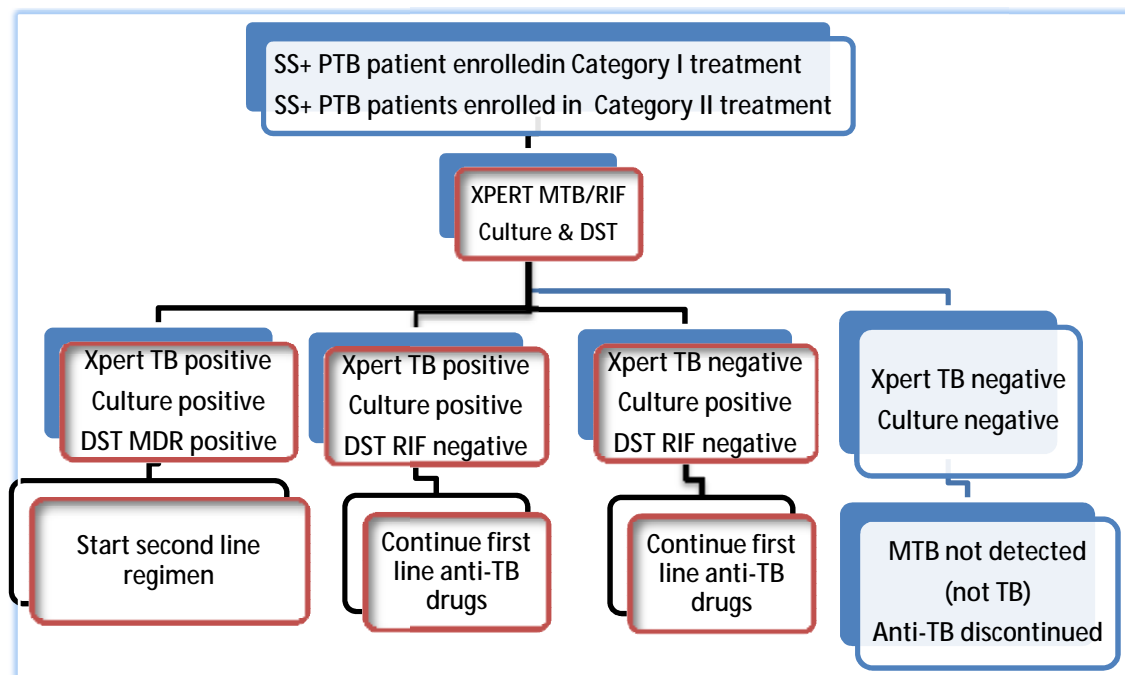 SS+ PTB patient enrolledin Category I treatment
SS+ PTB patients enrolled in Category II treatment
XPERT MTB/RIF
Culture & DST
Xpert TB positive
Culture positive
DST MDR positive
Xpert TB positive
Culture positive
DST RIF negative
Xpert TB negative
Culture positive
DST RIF negative
Xpert TB negative
Culture negative
Start second line
regimen
Continue first
line anti-TB
drugs
Continue first
line anti-TB
drugs
MTB not detected
(not TB)
Anti-TB discontinued